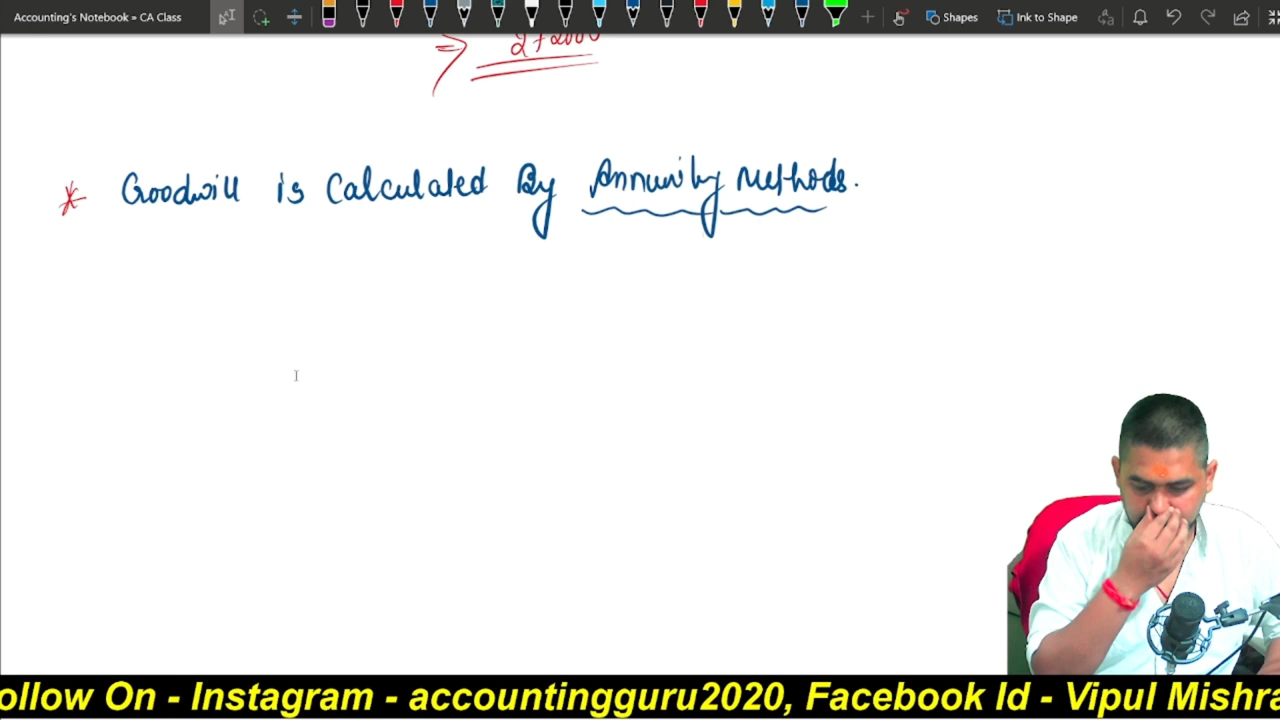 Accounting's Notebook » CA Class
Shapes
Ink to Shape
* Goodwill is Calculated By Annunity Methods.
ollow On - Instagram - accountingguru2020, Facebook Id - Vipul Mishra